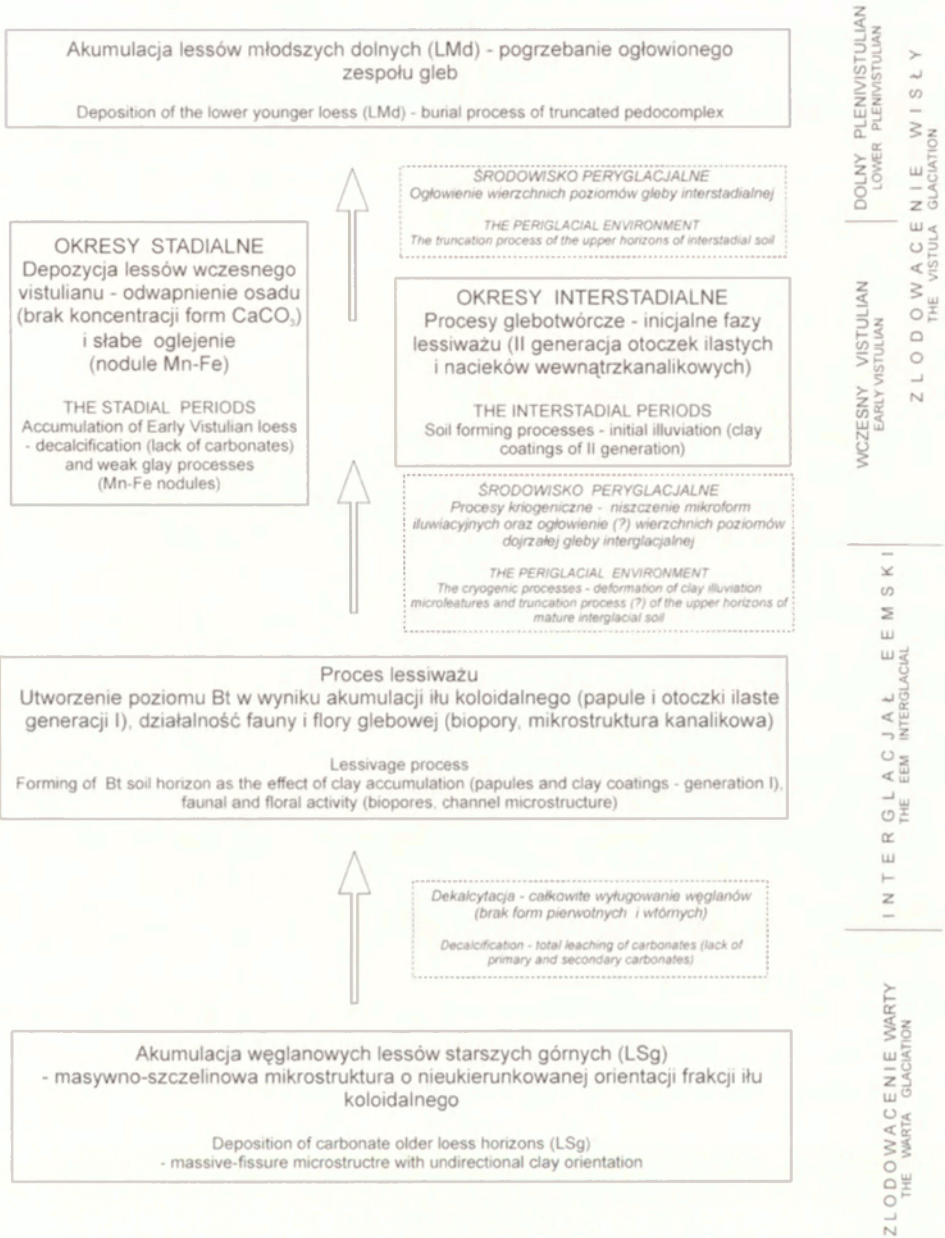 Akumulacja lessów młodszych dolnych (LMd) - pogrzebanie ogłowionego
zespołu gleb
Deposition of the lower younger loess (LMd) - burial process of truncated pedocomplex
ŚRODOWISKO PERYGLACJALNE
Ogłowienie wierzchnich poziomów gleby interstadialnej
THE PERIGLACIAL ENVIRONMENT
The truncation process of the upper horizons of interstadial soil
OKRESY STADIALNE
Depozycja lessów wczesnego
vistulianu - odwapnienie osadu
(brak koncentracji form CaCO₃)
i słabe oglejenie
(nodule Mn-Fe)
THE STADIAL PERIODS
Accumulation of Early Vistulian loess
- decalcification (lack of carbonates)
and weak glay processes
(Mn-Fe nodules)
OKRESY INTERSTADIALNE
Procesy glebotwórcze - inicjalne fazy
lessiważu (II generacja otoczek ilastych
i nacieków wewnątrzkanalikowych)
THE INTERSTADIAL PERIODS
Soil forming processes - initial illuviation (clay
coatings of II generation)
ŚRODOWISKO PERYGLACJALNE
Procesy kriogeniczne - niszczenie mikroform
iluwiacyjnych oraz ogłowienie (?) wierzchnich poziomów
dojrzałej gleby interglacjalnej
THE PERIGLACIAL ENVIRONMENT
The cryogenic processes - deformation of clay illuviation
microfeatures and truncation process (?) of the upper horizons of
mature interglacial soil
Proces lessiważu
Utworzenie poziomu Bt w wyniku akumulacji iłu koloidalnego (papule i otoczki ilaste
generacji I), działalność fauny i flory glebowej (biopory, mikrostruktura kanalikowa)
Lessivage process
Forming of Bt soil horizon as the effect of clay accumulation (papules and clay coatings - generation I),
faunal and floral activity (biopores, channel microstructure)
Dekalcytacja - całkowite wyługowanie węglanów
(brak form pierwotnych i wtórnych)
Decalcification - total leaching of carbonates (lack of
primary and secondary carbonates)
Akumulacja węglanowych lessów starszych górnych (LSg)
- masywno-szczelinowa mikrostruktura o nieukierunkowanej orientacji frakcji iłu
koloidalnego
Deposition of carbonate older loess horizons (LSg)
- massive-fissure microstructre with undirectional clay orientation
DOLNY PLENIVISTULIAN
LOWER PLENIVISTULIAN
WCZESNY VISTULIAN
EARLY VISTULIAN
ZLODOWACENIE WISŁY
THE VISTULA GLACIATION
INTERGLACJAŁ EEMSKI
THE EEM INTERGLACIAL
ZLODOWACENIE WARTY
THE WARTA GLACIATION